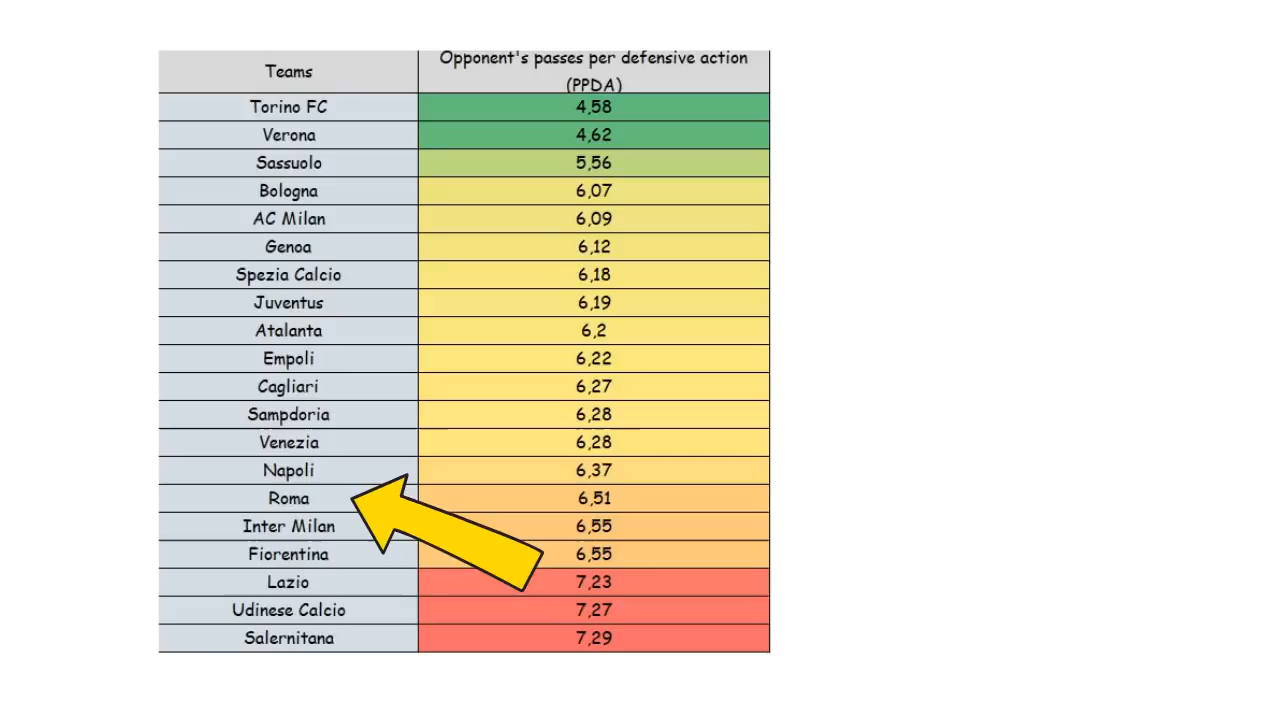 Teams
Opponent's passes per defensive action
(PPDA)
Torino FC 4,58
Verona 4,62
Sassuolo 5,56
Bologna 6,07
AC Milan 6,09
Genoa 6,12
Spezia Calcio 6,18
Juventus 6,19
Atalanta 6,2
Empoli 6,22
Cagliari 6,27
Sampdoria 6,28
Venezia 6,28
Napoli 6,37
Roma 6,51
Inter Milan 6,55
Fiorentina 6,55
Lazio 7,23
Udinese Calcio 7,27
Salernitana 7,29